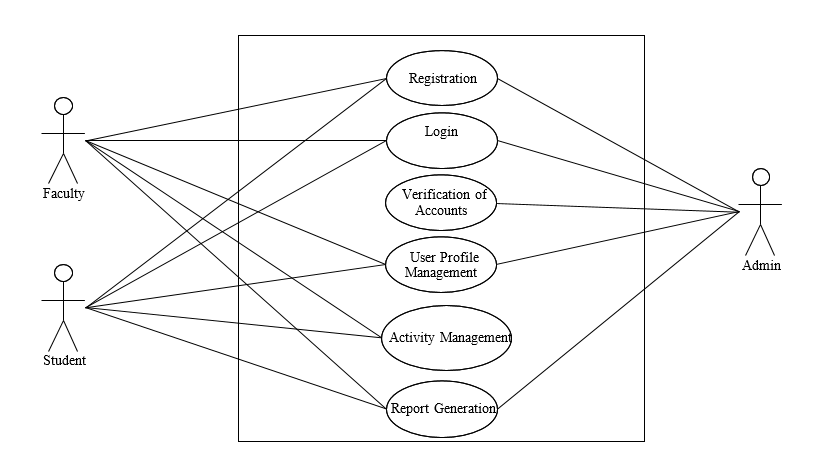 Registration
Login
Faculty
Verification of
Accounts
Admin
User Profile
Management
Student
Activity Management
Report Generation